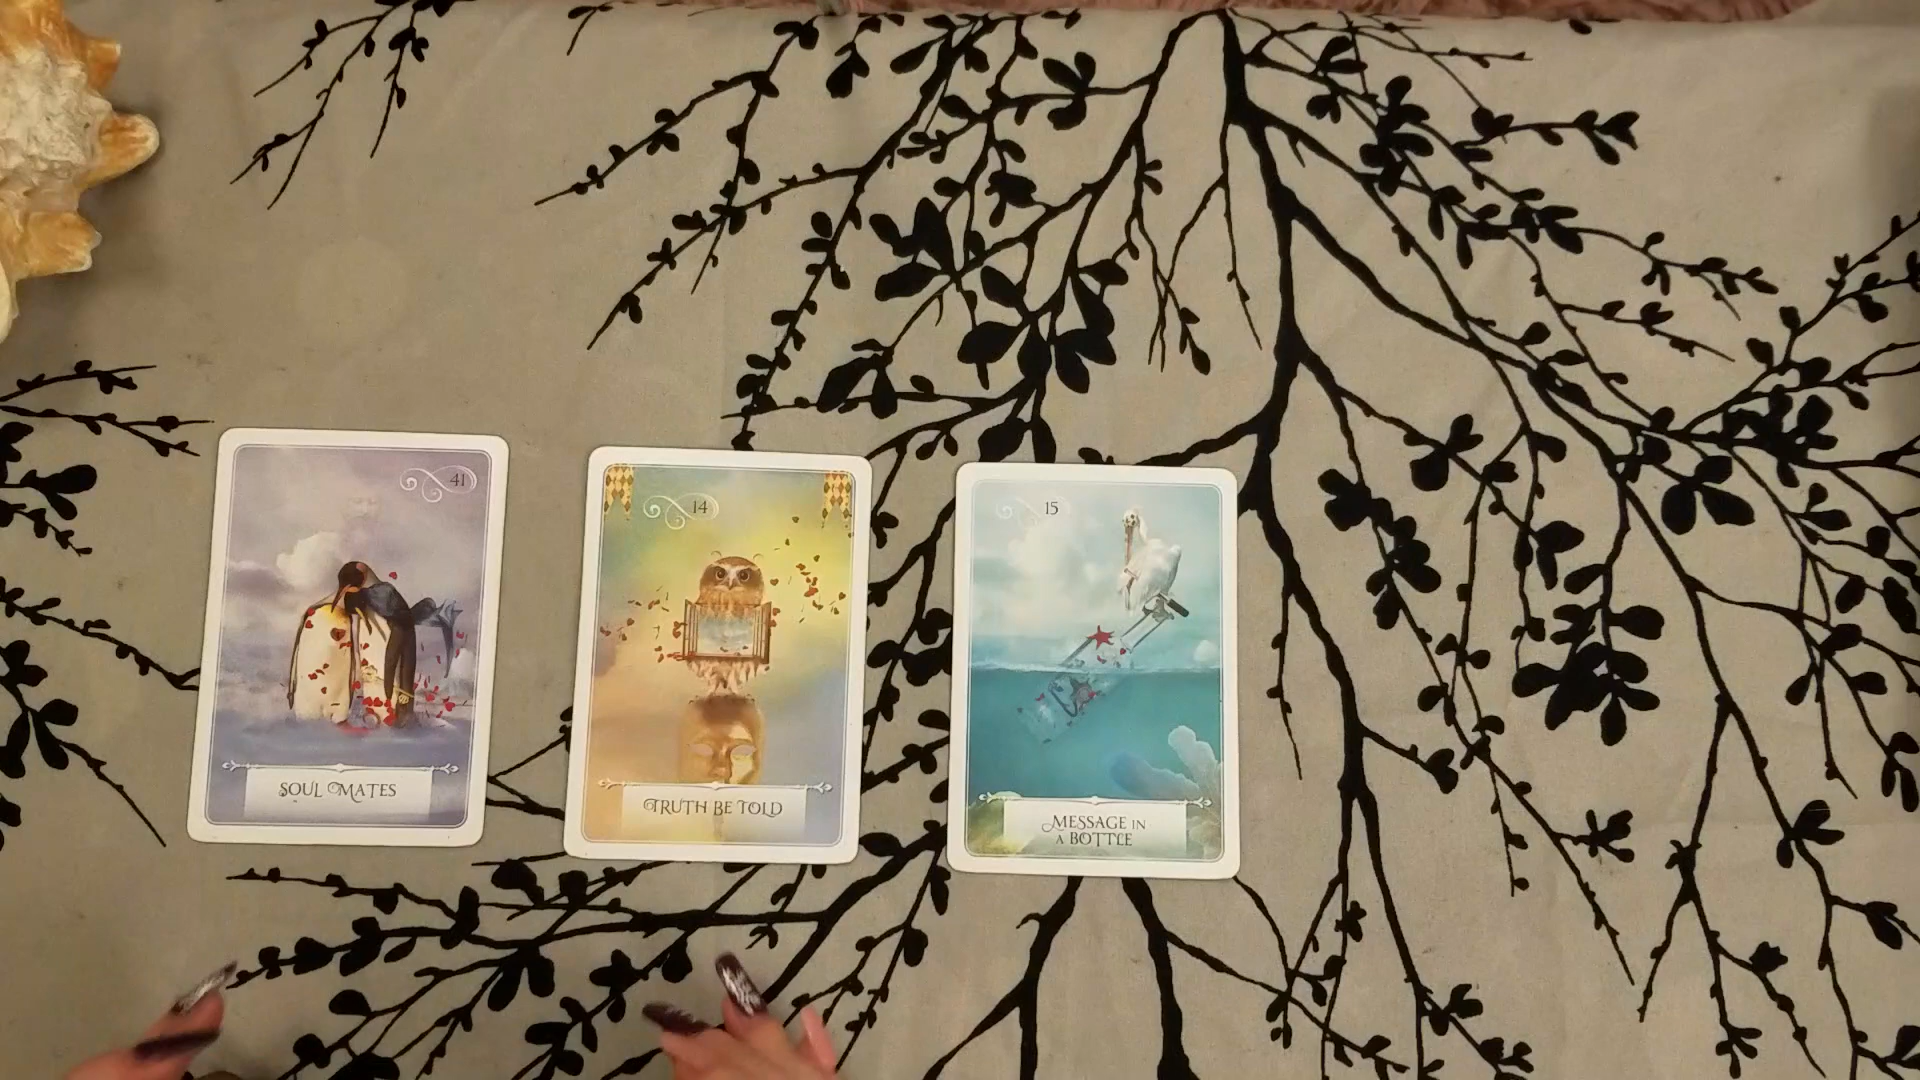 41
SOUL MATES
14
TRUTH BE TOLD
15
MESSAGE IN
A BOTTLE